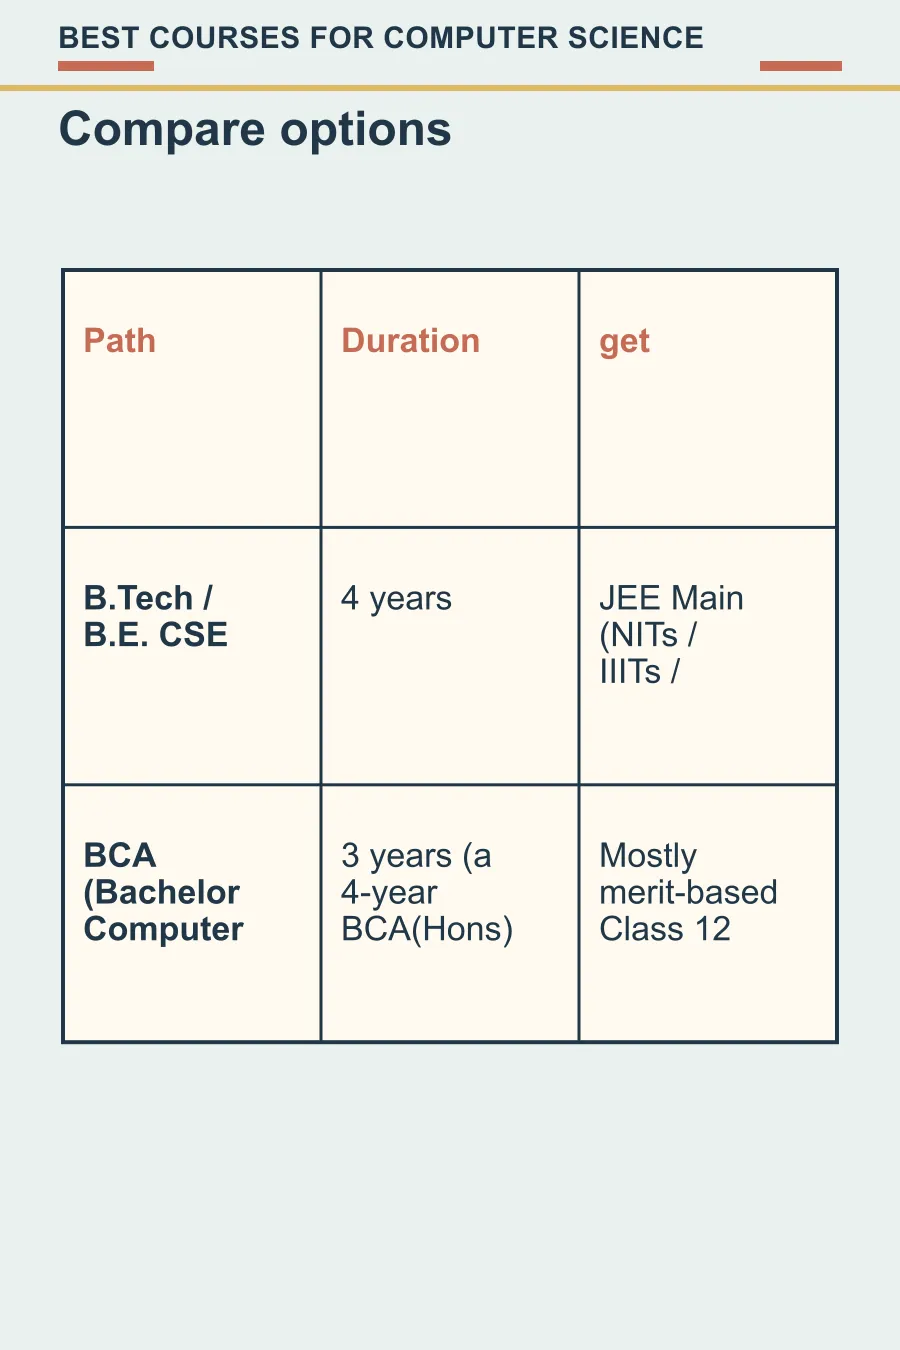 BEST COURSES FOR COMPUTER SCIENCE
Compare options
Path
Duration
get
B.Tech /
B.E. CSE
4 years
JEE Main
(NITs /
IIITs /
BCA
(Bachelor
Computer
3 years (a
4-year
BCA(Hons)
Mostly
merit-based
Class 12